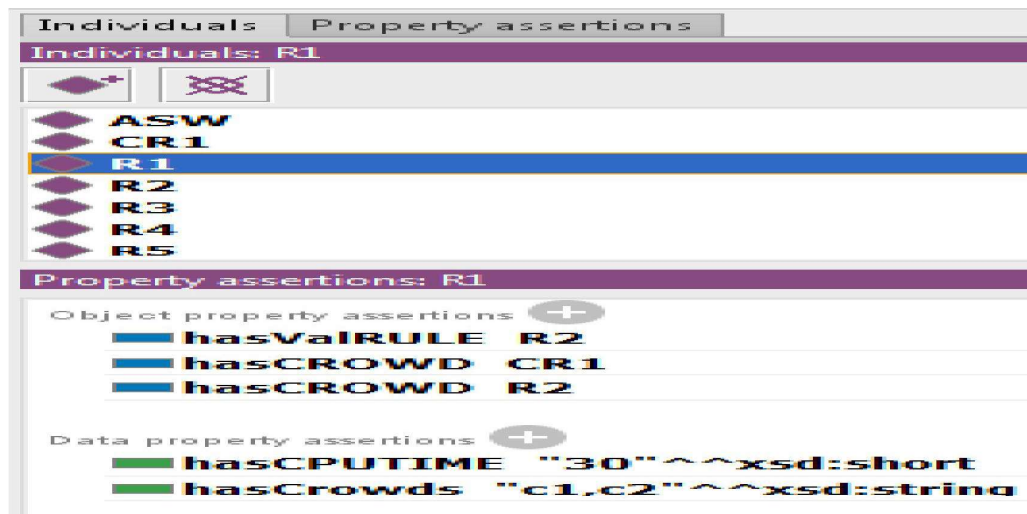 Individuals Property assertions
Individuals: R1
ASW
CR1
R1
R2
R3
R4
R5
Property assertions: R1
Object property assertions
hasValRULE R2
hasCROWD CR1
hasCROWD R2
Data property assertions
hasCPUTIME "30"^^xsd:short
hasCrowds "c1,c2"^^xsd:string